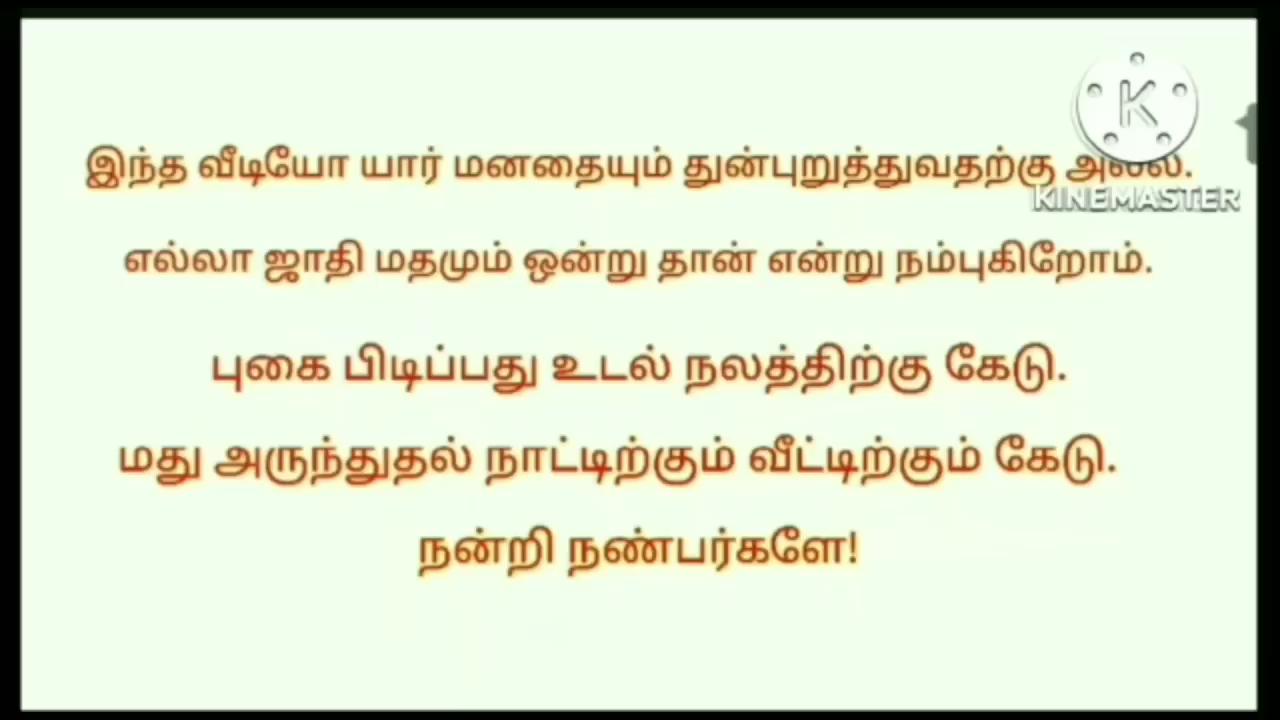 இந்த வீடியோ யார் மனதையும் துன்புறுத்துவதற்கு அல்ல.
எல்லா ஜாதி மதமும் ஒன்று தான் என்று நம்புகிறோம்.
புகை பிடிப்பது உடல் நலத்திற்கு கேடு.
மது அருந்துதல் நாட்டிற்கும் வீட்டிற்கும் கேடு.
நன்றி நண்பர்களே!
K
KINEMASTER